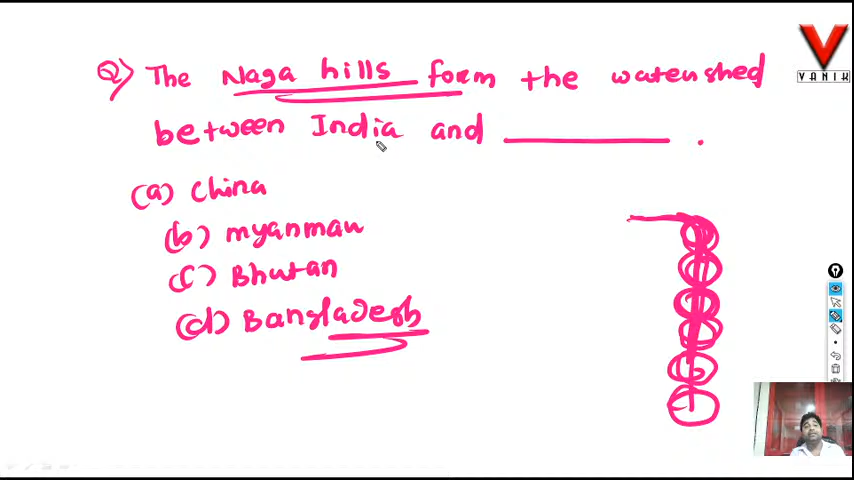 Q) The Naga hills form the watershed
between India and ________ .
(a) China
(b) myanmar
(c) Bhutan
(d) Bangladesh
VANIK